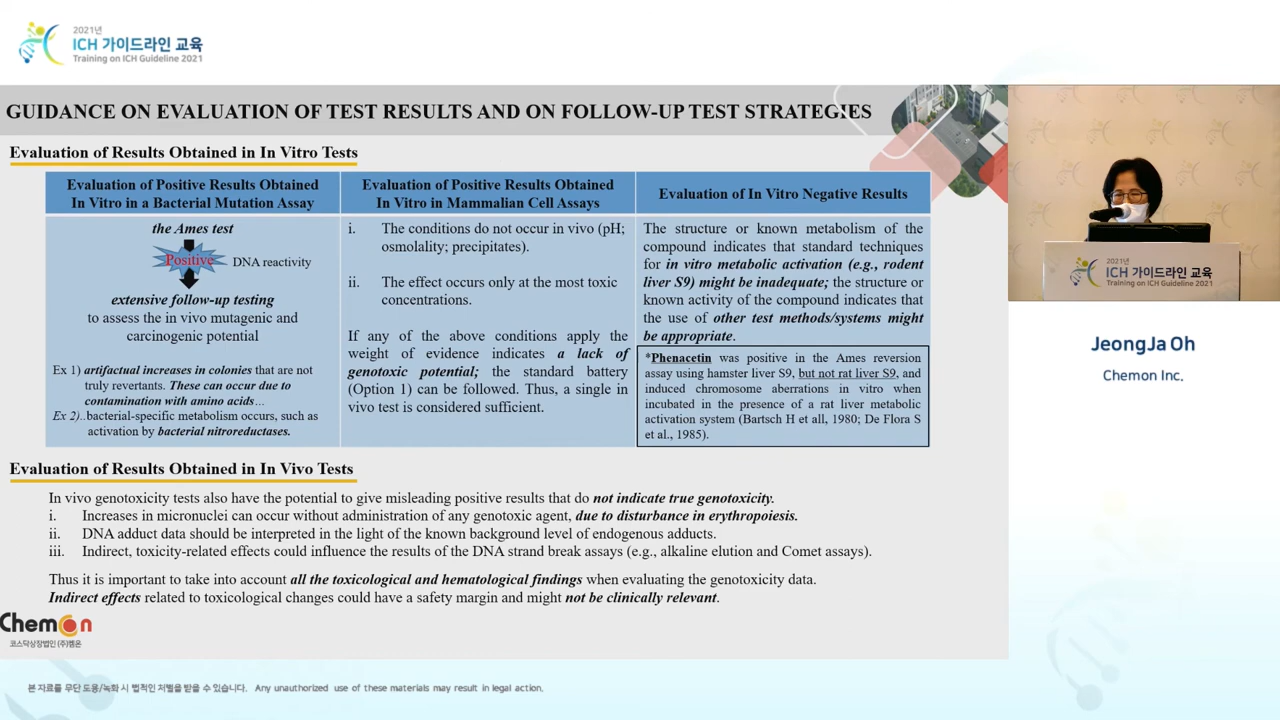 2021년
ICH 가이드라인 교육
Training on ICH Guideline 2021
GUIDANCE ON EVALUATION OF TEST RESULTS AND ON FOLLOW-UP TEST STRATEGIES
Evaluation of Results Obtained in In Vitro Tests
Evaluation of Positive Results Obtained
In Vitro in a Bacterial Mutation Assay
the Ames test
Positive
DNA reactivity
extensive follow-up testing
to assess the in vivo mutagenic and
carcinogenic potential
Ex 1) artifactual increases in colonies that are not
truly revertants. These can occur due to
contamination with amino acids…
Ex 2)..bacterial-specific metabolism occurs, such as
activation by bacterial nitroreductases.
Evaluation of Positive Results Obtained
In Vitro in Mammalian Cell Assays
i. The conditions do not occur in vivo (pH;
osmolality; precipitates).
ii. The effect occurs only at the most toxic
concentrations.
If any of the above conditions apply the
weight of evidence indicates a lack of
genotoxic potential; the standard battery
(Option 1) can be followed. Thus, a single in
vivo test is considered sufficient.
Evaluation of In Vitro Negative Results
The structure or known metabolism of the
compound indicates that standard techniques
for in vitro metabolic activation (e.g., rodent
liver S9) might be inadequate; the structure or
known activity of the compound indicates that
the use of other test methods/systems might
be appropriate.
*Phenacetin was positive in the Ames reversion
assay using hamster liver S9, but not rat liver S9, and
induced chromosome aberrations in vitro when
incubated in the presence of a rat liver metabolic
activation system (Bartsch H et all, 1980; De Flora S
et al., 1985).
Evaluation of Results Obtained in In Vivo Tests
In vivo genotoxicity tests also have the potential to give misleading positive results that do not indicate true genotoxicity.
i. Increases in micronuclei can occur without administration of any genotoxic agent, due to disturbance in erythropoiesis.
ii. DNA adduct data should be interpreted in the light of the known background level of endogenous adducts.
iii. Indirect, toxicity-related effects could influence the results of the DNA strand break assays (e.g., alkaline elution and Comet assays).
Thus it is important to take into account all the toxicological and hematological findings when evaluating the genotoxicity data.
Indirect effects related to toxicological changes could have a safety margin and might not be clinically relevant.
Chemon
코스닥상장법인 (주)켐온
2021년
ICH 가이드라인 교육
Training on ICH Guideline 2021
JeongJa Oh
Chemon Inc.
본 자료를 무단 도용/녹화 시 법적인 처벌을 받을 수 있습니다. Any unauthorized use of these materials may result in legal action.